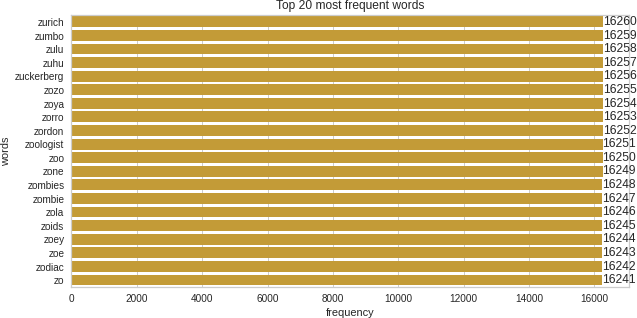 Top 20 most frequent words
zurich 16260
zumbo 16259
zulu 16258
zuhu 16257
zuckerberg 16256
zozo 16255
zoya 16254
zorro 16253
zordon 16252
zoologist 16251
zoo 16250
zone 16249
zombies 16248
zombie 16247
zola 16246
zoids 16245
zoey 16244
zoe 16243
zodiac 16242
zo 16241
words
0 2000 4000 6000 8000 10000 12000 14000 16000
frequency